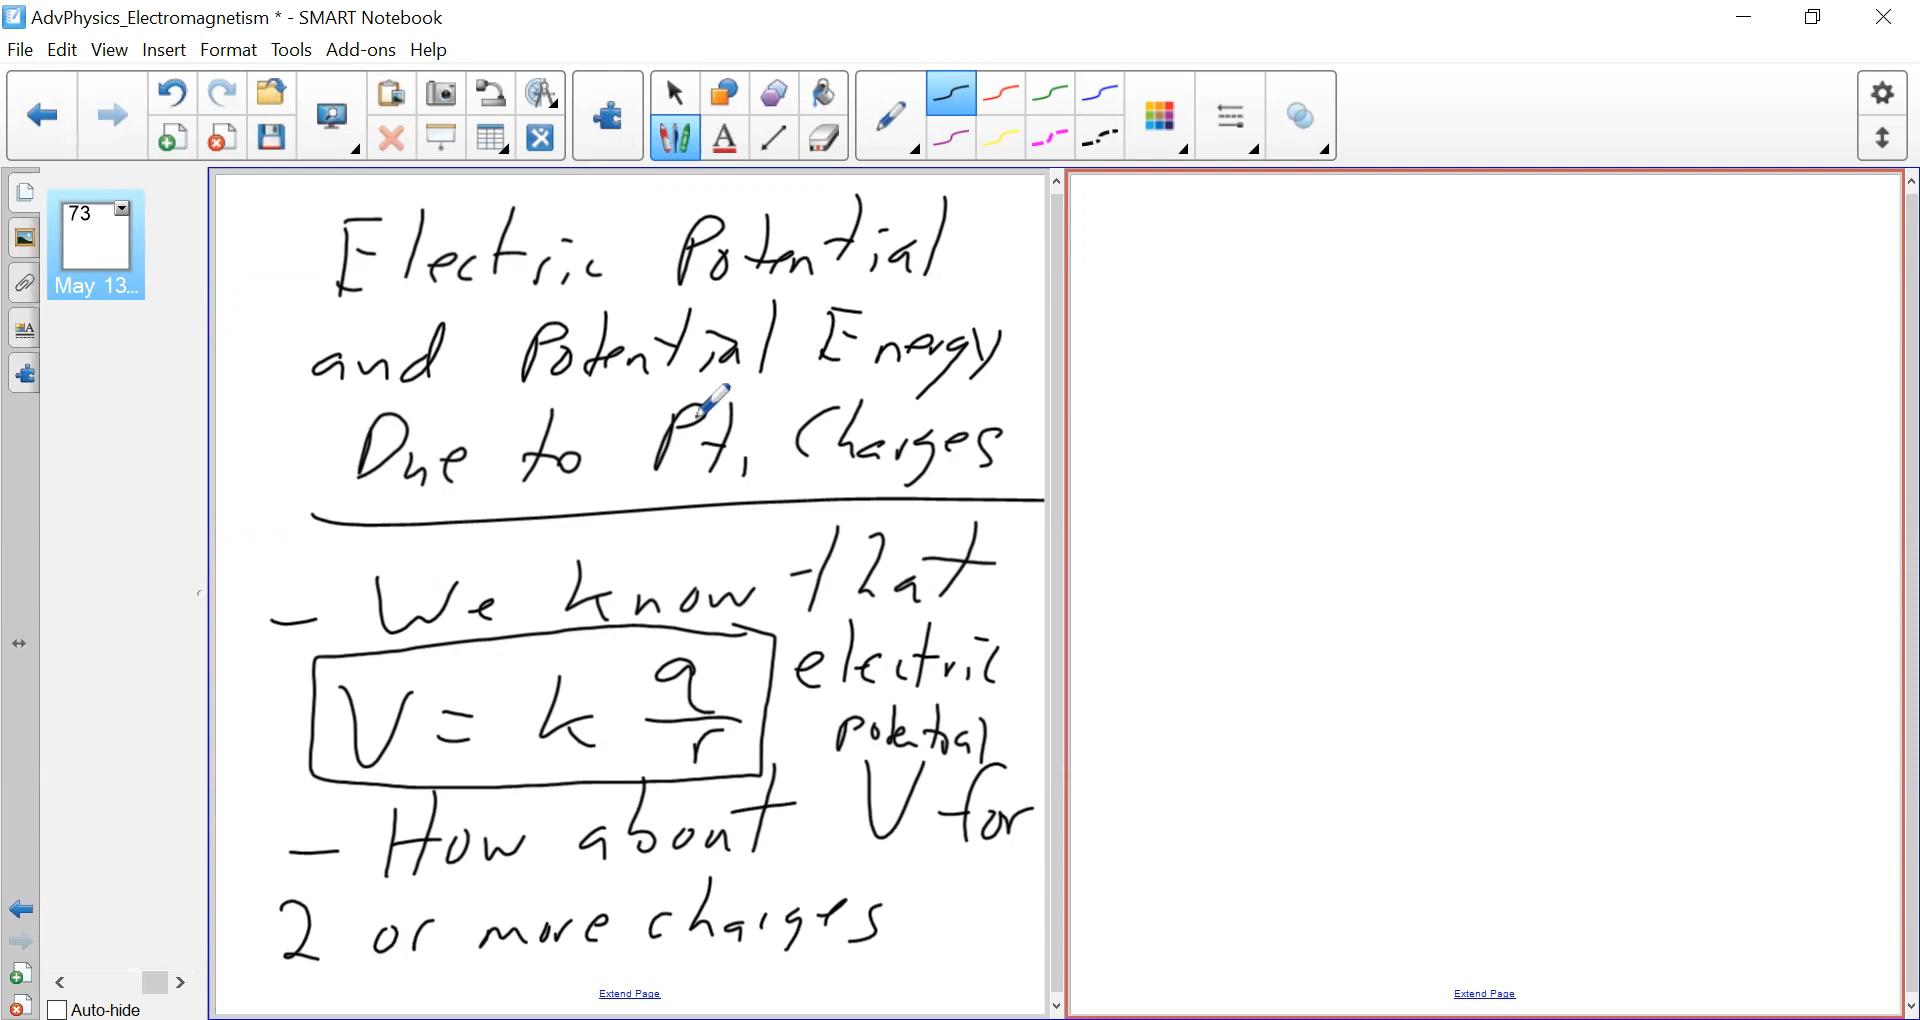 AdvPhysics_Electromagnetism * - SMART Notebook
File Edit View Insert Format Tools Add-ons Help
73
May 13...
Electric Potential
and Potential Energy
Due to Pt. Charges
- We know that
electric
V = k q/r
potential
- How about V for
2 or more charges
Extend Page
Extend Page
Auto-hide